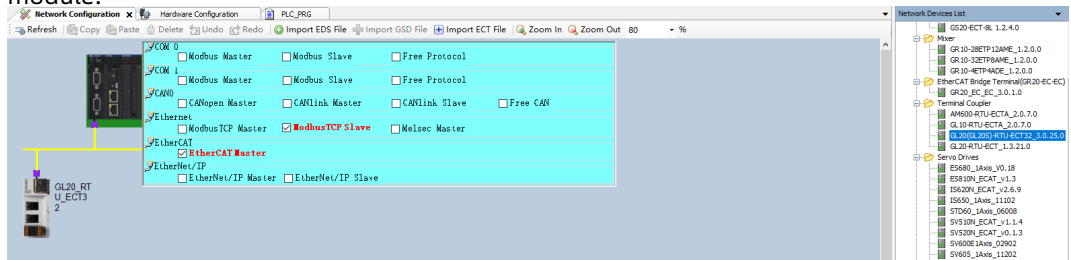 module:
Network Configuration x Hardware Configuration PLC_PRG
Refresh Copy Paste Delete Undo Redo Import EDS File Import GSD File Import ECT File Zoom In Zoom Out 80 %
COM 0
Modbus Master Modbus Slave Free Protocol
COM 1
Modbus Master Modbus Slave Free Protocol
CAN0
CANopen Master CANlink Master CANlink Slave Free CAN
Ethernet
ModbusTCP Master ModbusTCP Slave Melsec Master
EtherCAT
EtherCAT Master
EtherNet/IP
EtherNet/IP Master EtherNet/IP Slave
GL20_RT
U_ECT3
2
Network Devices List
GS20-ECT-8L 1.2.4.0
Mixer
GR10-28ETP12AME_1.2.0.0
GR10-32ETP8AME_1.2.0.0
GR10-4ETP4ADE_1.2.0.0
EtherCAT Bridge Terminal(GR20-EC-EC)
GR20_EC_EC_3.0.1.0
Terminal Coupler
AM600-RTU-ECTA_2.0.7.0
GL10-RTU-ECTA_2.0.7.0
GL20(GL20S)-RTU-ECT32_3.0.25.0
GL20-RTU-ECT_1.3.21.0
Servo Drives
ES680_1Axis_V0.18
ES810N_ECAT_v1.3
IS620N_ECAT_v2.6.9
IS650_1Axis_11102
STD60_1Axis_06008
SV510N_ECAT_v1.1.4
SV520N_ECAT_v0.1.3
SV600E1Axis_02902
SV605_1Axis_11202